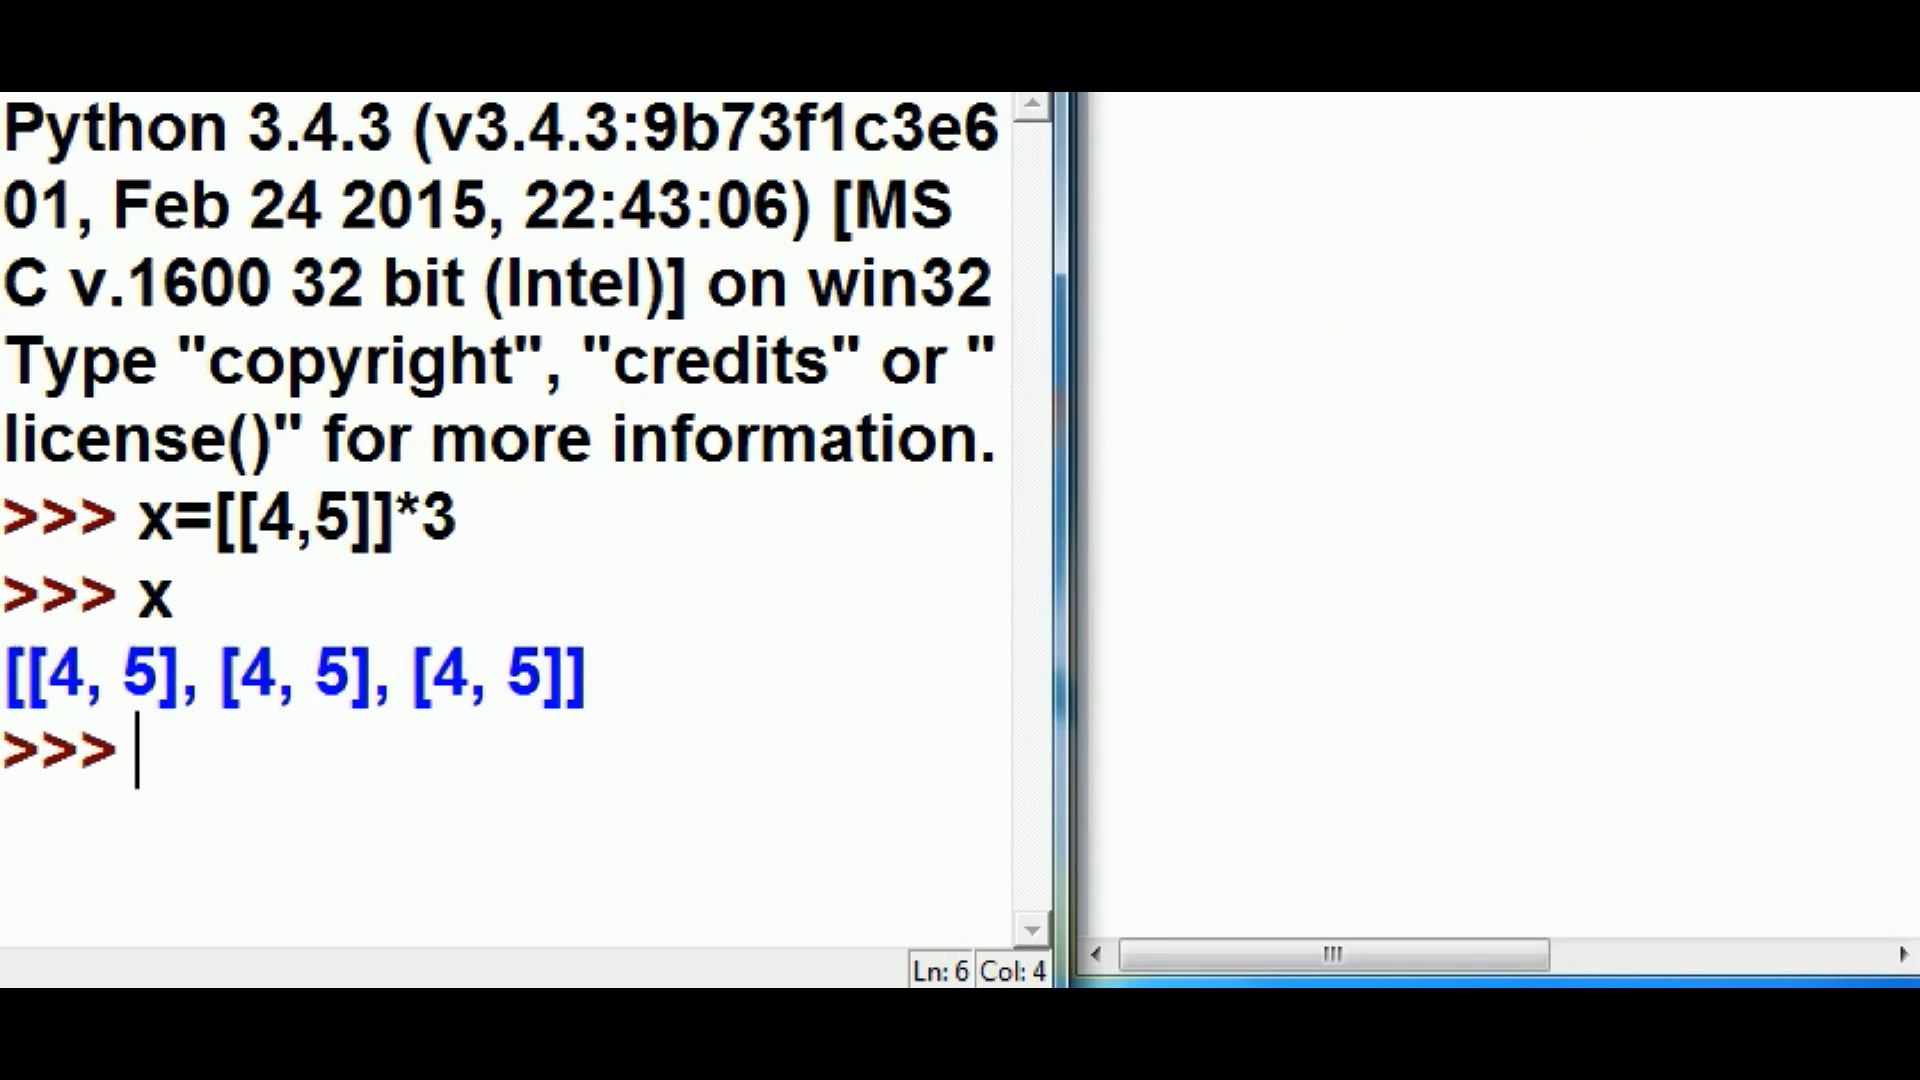 Python 3.4.3 (v3.4.3:9b73f1c3e6
01, Feb 24 2015, 22:43:06) [MS
C v.1600 32 bit (Intel)] on win32
Type "copyright", "credits" or "
license()" for more information.
>>> x=[[4,5]]*3
>>> x
[[4, 5], [4, 5], [4, 5]]
>>>
Ln: 6 Col: 4